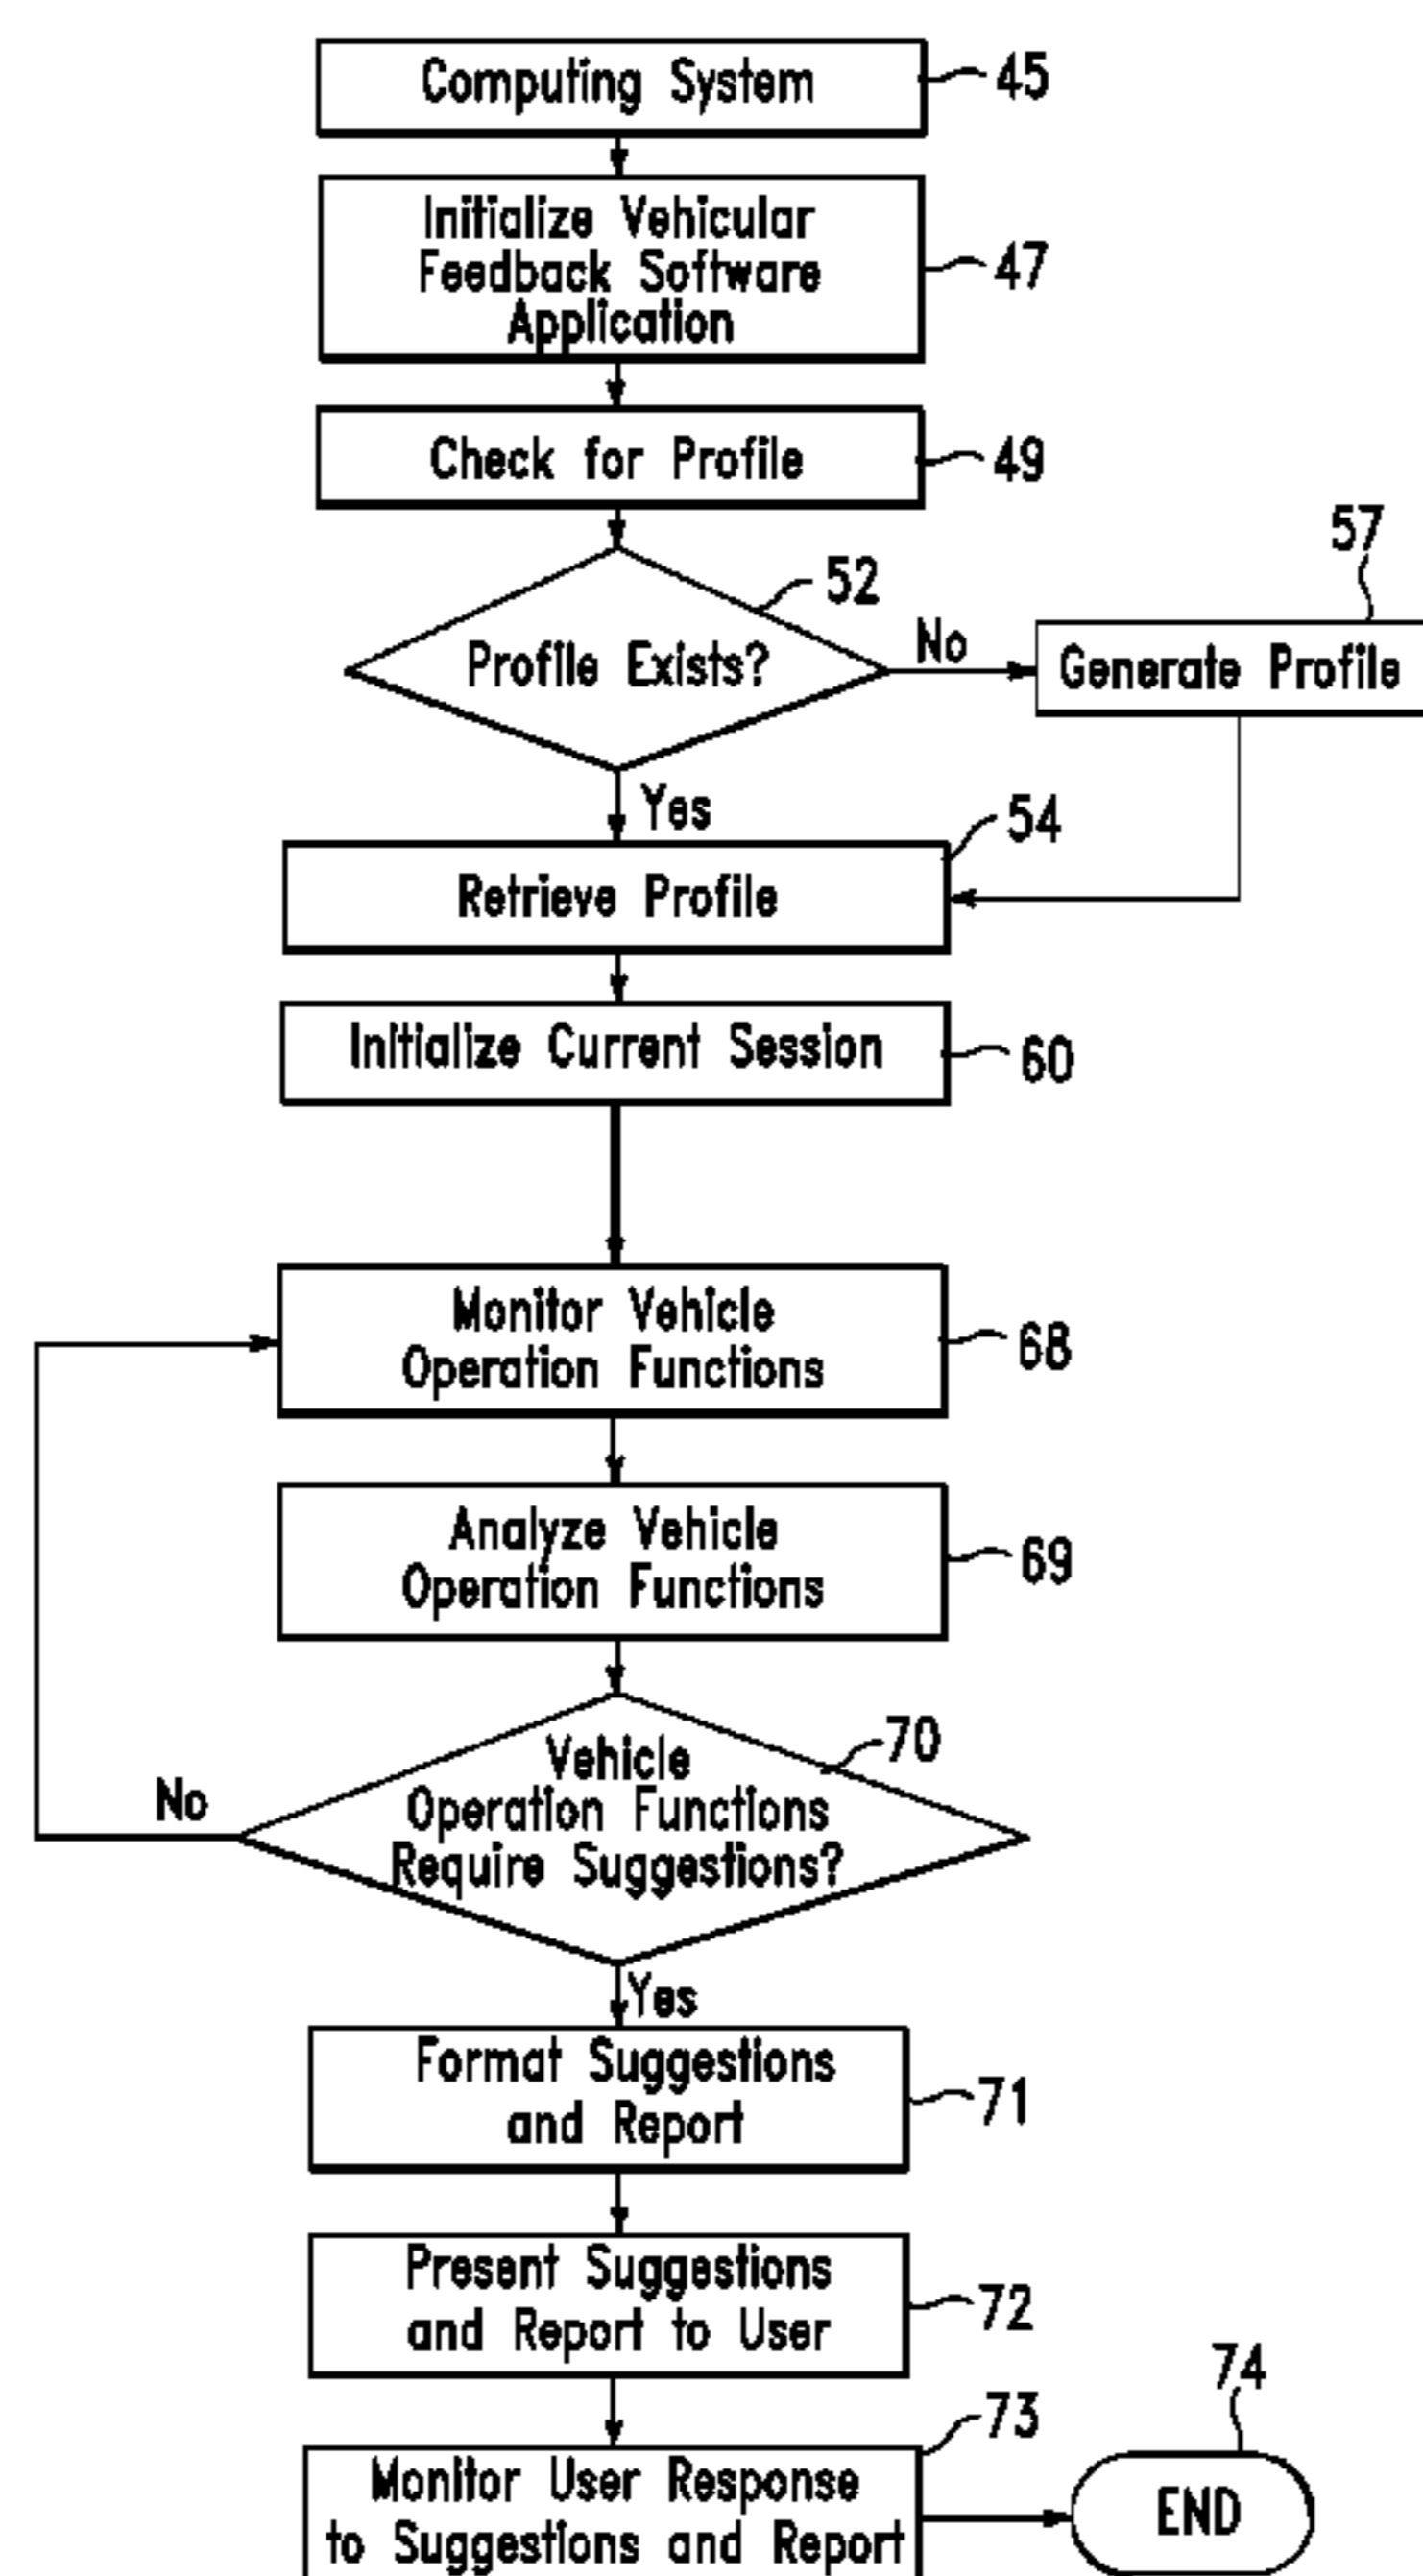 Computing System
45
Initialize Vehicular
Feedback Software
Application
47
Check for Profile
49
52
Profile Exists?
No
57
Generate Profile
Yes
54
Retrieve Profile
Initialize Current Session
60
Monitor Vehicle
Operation Functions
68
Analyze Vehicle
Operation Functions
69
70
Vehicle
Operation Functions
Require Suggestions?
No
Yes
Format Suggestions
and Report
71
Present Suggestions
and Report to User
72
73
Monitor User Response
to Suggestions and Report
74
END